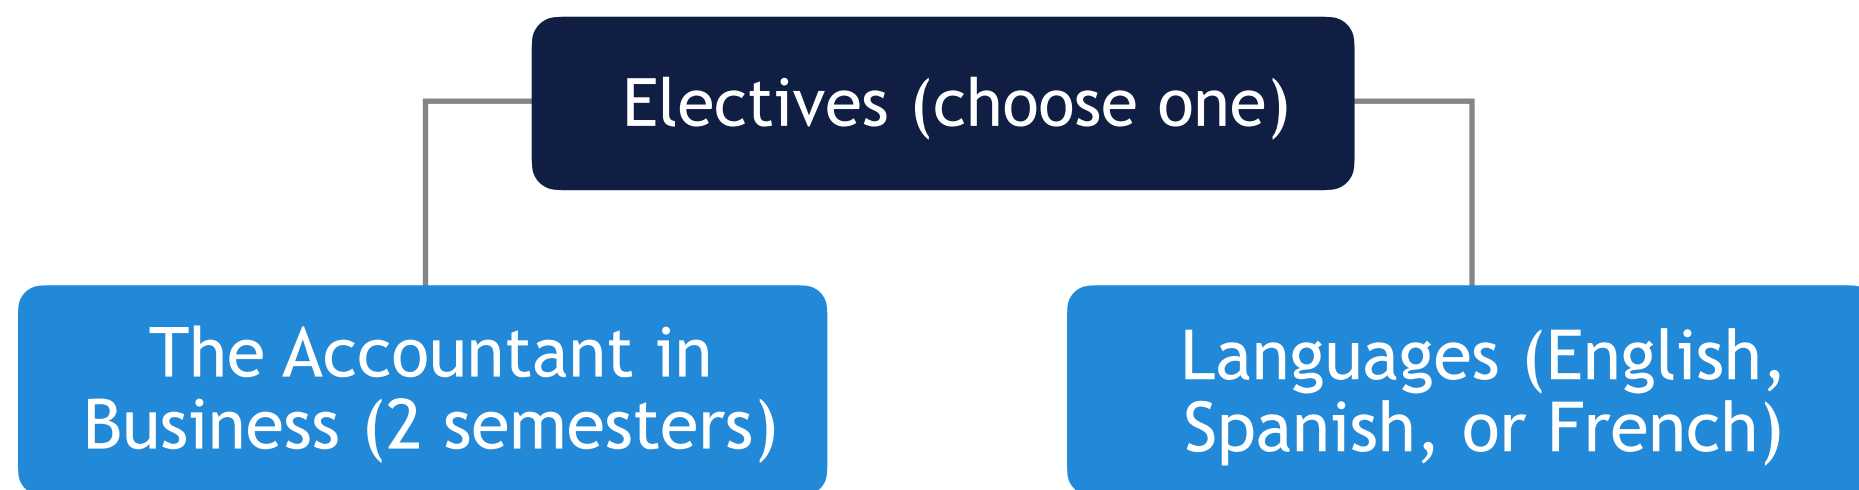 Electives (choose one)
The Accountant in
Business (2 semesters)
Languages (English,
Spanish, or French)